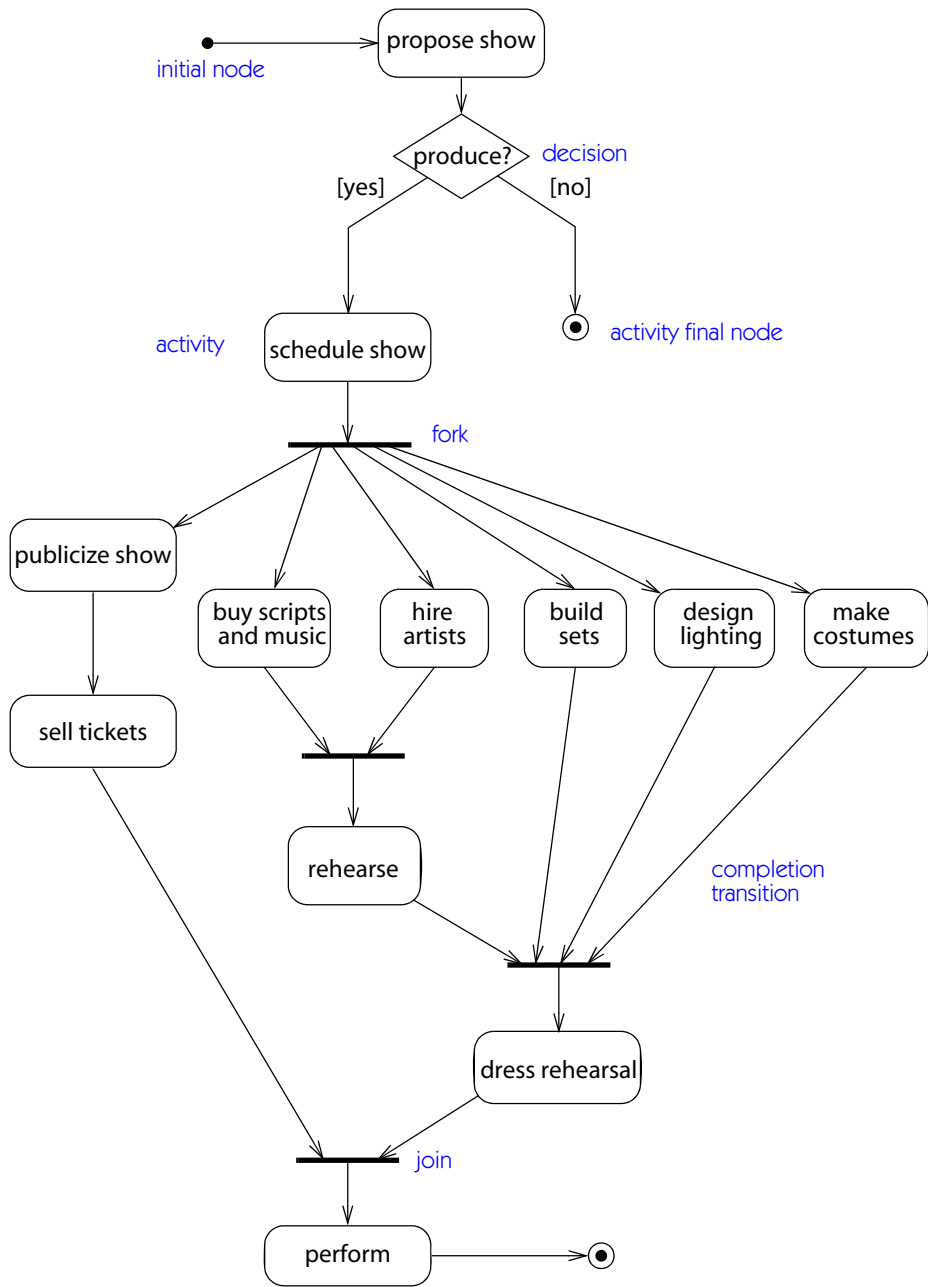 propose show
initial node
produce?
decision
[yes]
[no]
activity
schedule show
activity final node
fork
publicize show
buy scripts
and music
hire
artists
build
sets
design
lighting
make
costumes
sell tickets
rehearse
completion
transition
dress rehearsal
join
perform